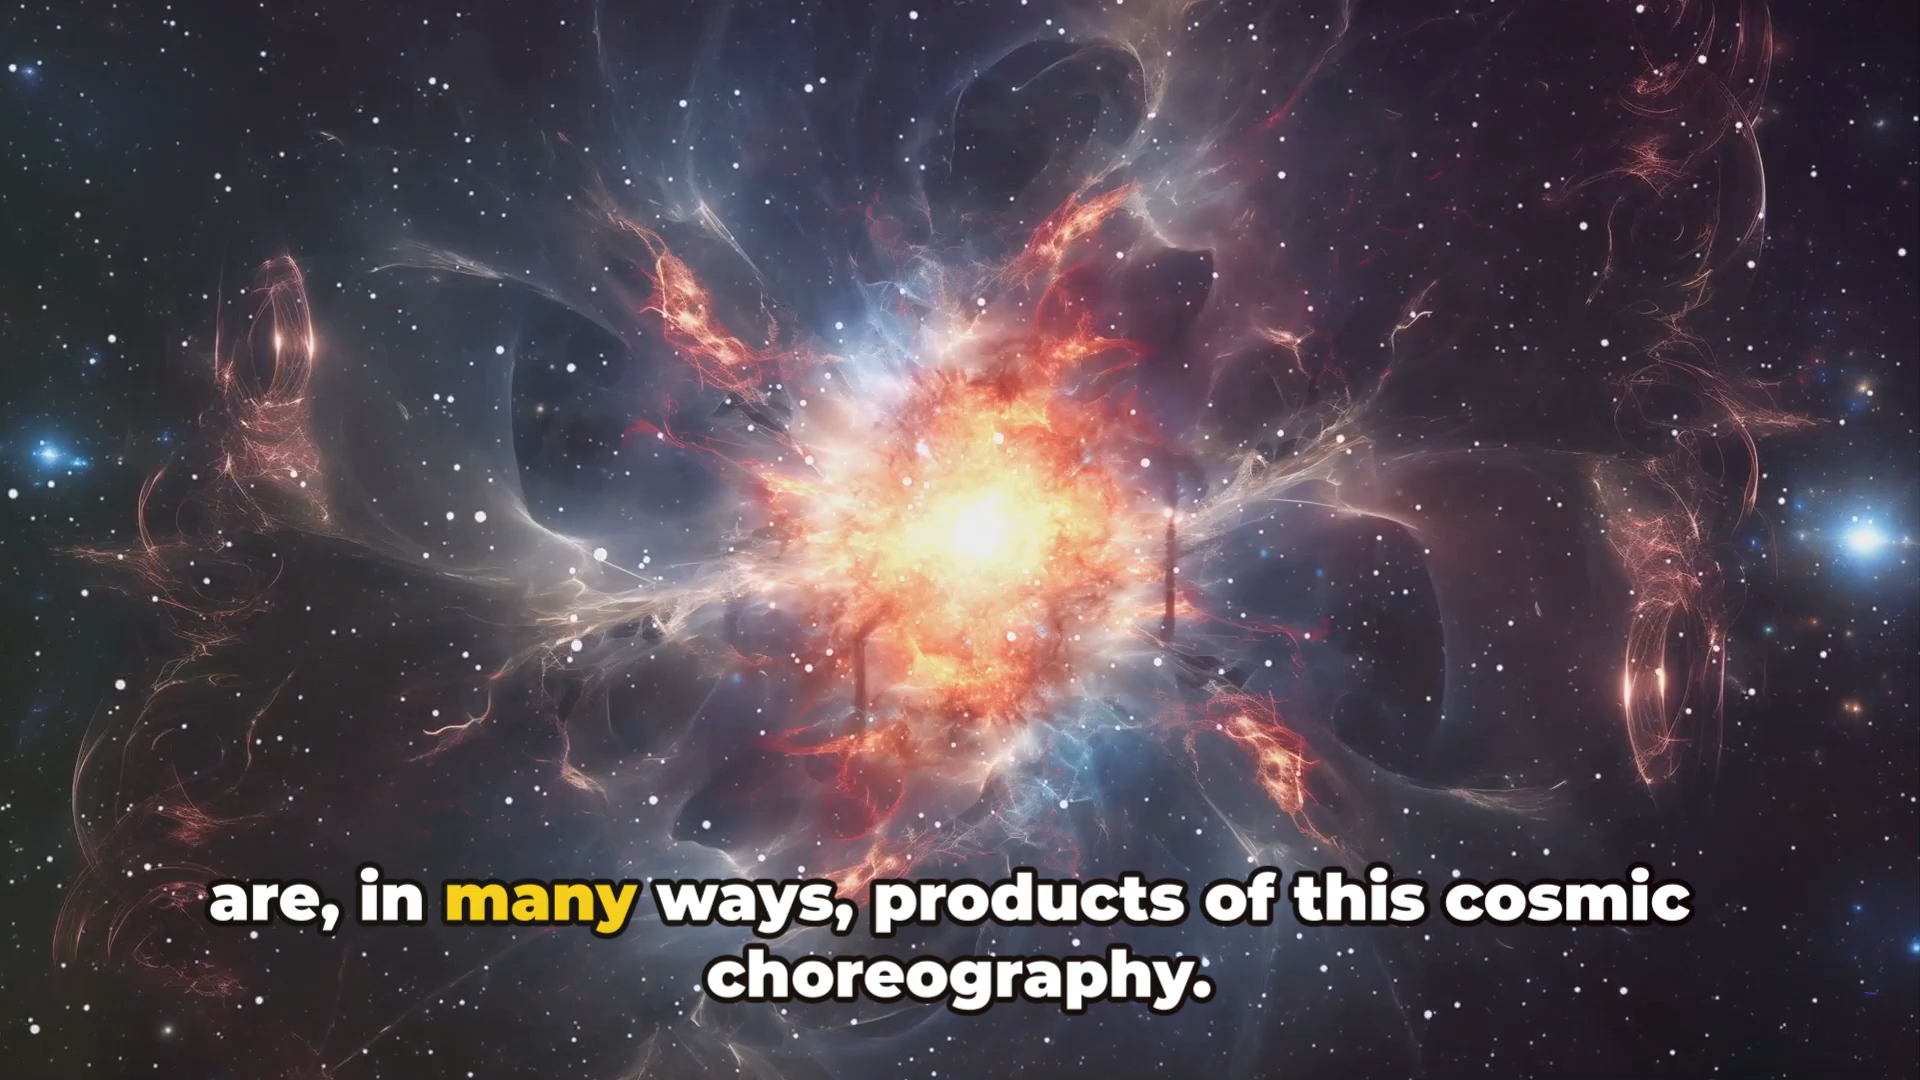 are, in many ways, products of this cosmic
choreography.